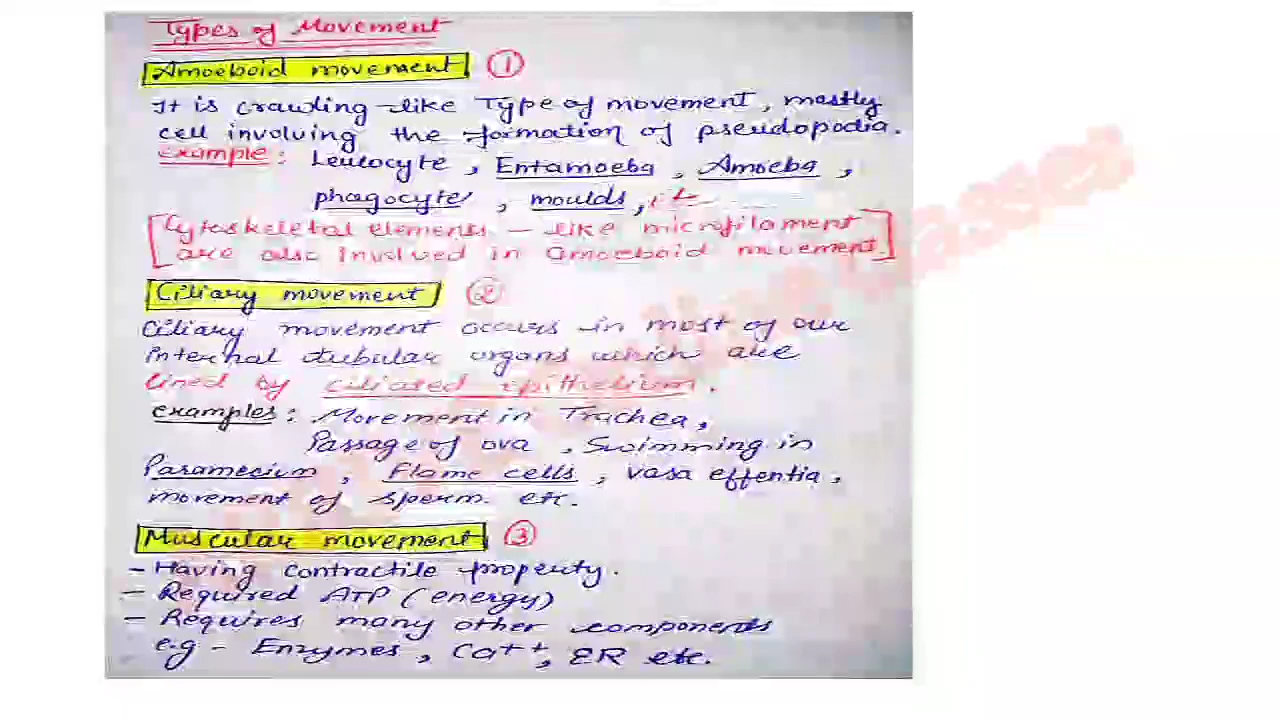 Types of Movement
Amoeboid movement ①
It is crawling-like Type of movement, mostly
cell involving the formation of pseudopodia.
example: Leucocyte, Entamoeba, Amoeba,
phagocyte, moulds, etc
[Cytoskeletal elements - like microfilament
are also involved in amoeboid movement.]
Ciliary movement ②
Ciliary movement occurs in most of our
internal tubular organs which are
lined by ciliated epithelium.
examples: Movement in Trachea,
Passage of ova, Swimming in
Paramecium, Flame cells, vasa effentia,
movement of sperm. etc.
Muscular movement ③
- Having contractile property.
- Required ATP (energy)
- Requires many other components
e.g - Enzymes, Ca++, ER etc.
Classes